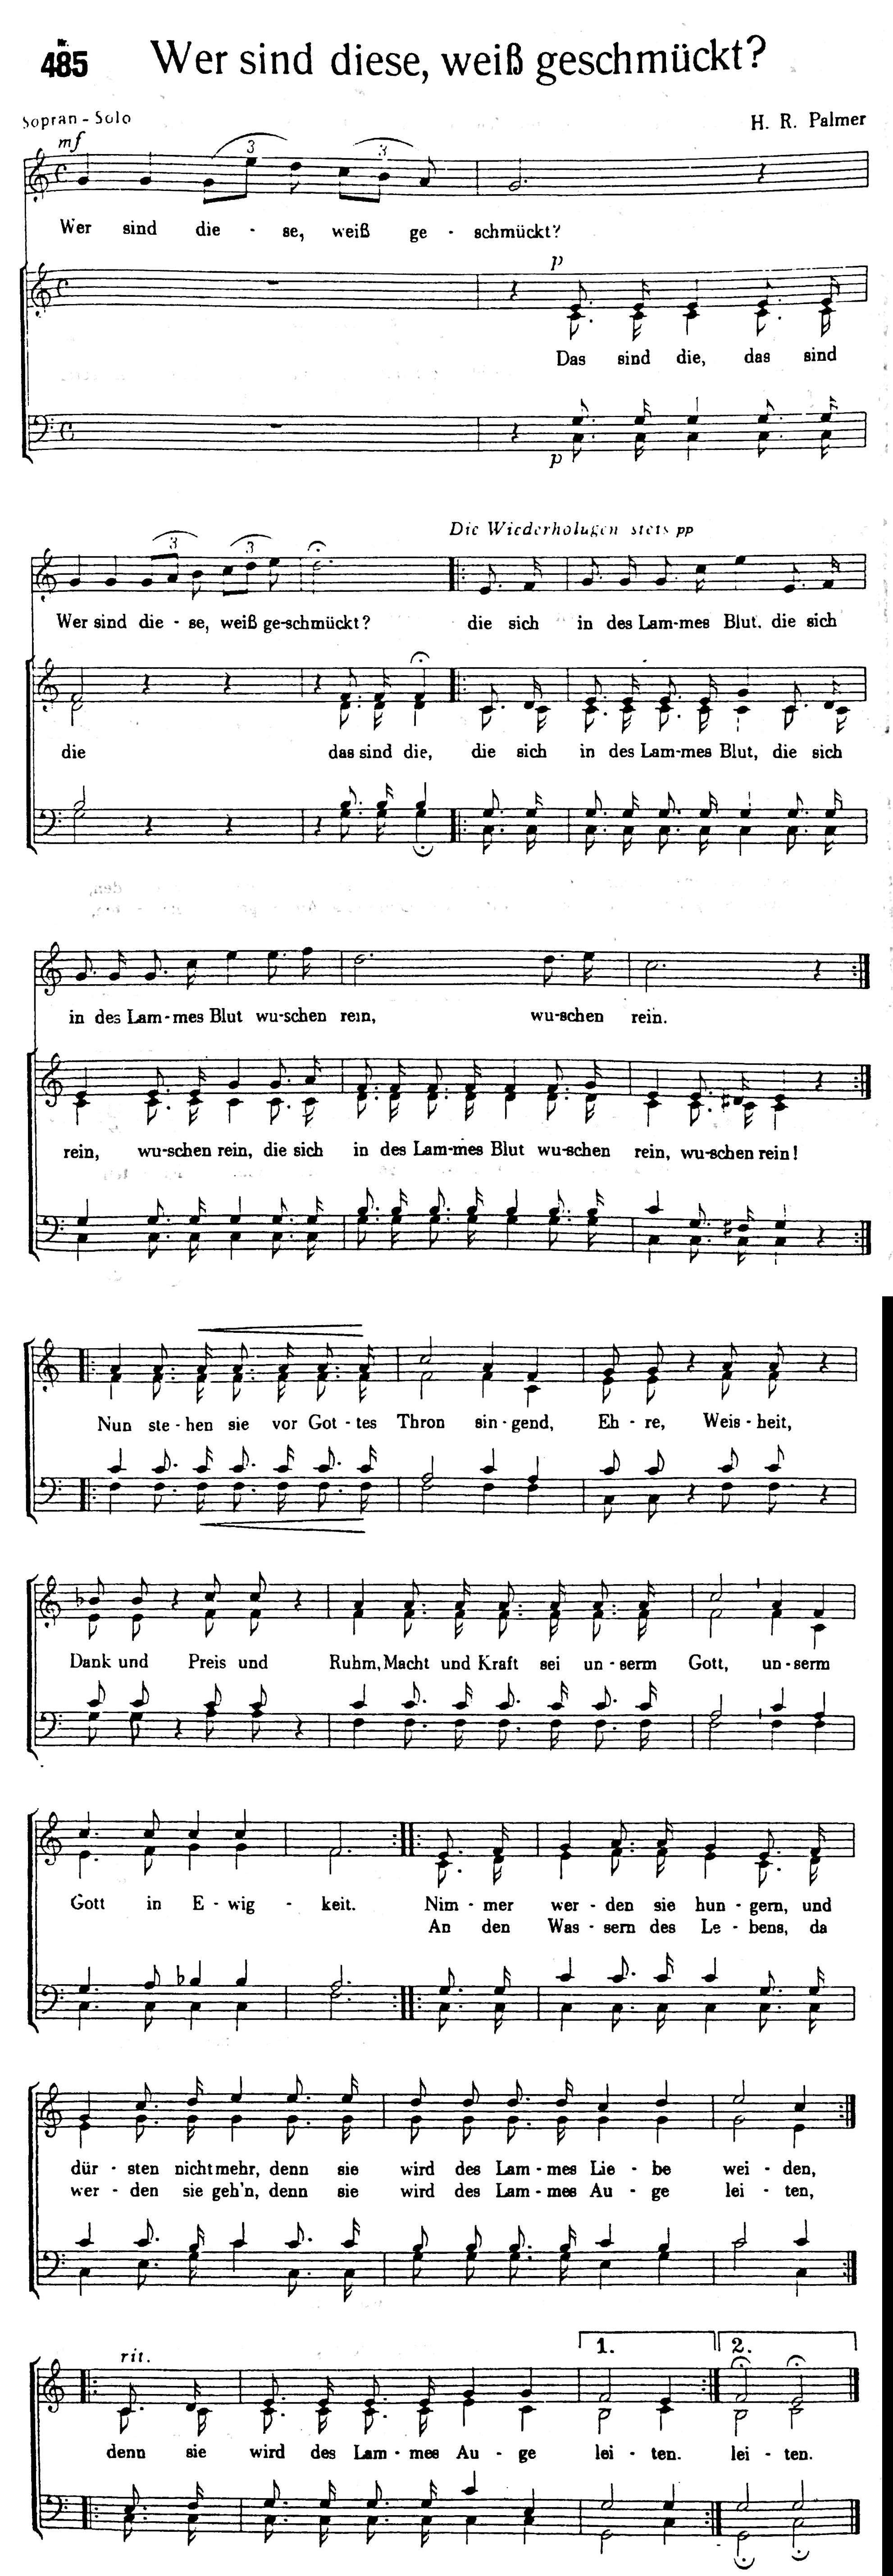 Nr.
485 Wer sind diese, weiß geschmückt?
Sopran - Solo
H. R. Palmer
mf
3 3
Wer sind die - se, weiß ge - schmückt?
p
Das sind die, das sind
p
Die Wiederholugen stets pp
3 3
Wer sind die - se, weiß ge-schmückt? die sich in des Lam-mes Blut. die sich
die das sind die, die sich in des Lam-mes Blut, die sich
in des Lam-mes Blut wu-schen rein, wu-schen rein.
rein, wu-schen rein, die sich in des Lam-mes Blut wu-schen rein, wu-schen rein!
Nun ste - hen sie vor Got - tes Thron sin - gend, Eh - re, Weis - heit,
Dank und Preis und Ruhm, Macht und Kraft sei un - serm Gott, un - serm
Gott in E - wig - keit. Nim - mer wer - den sie hun - gern, und
An den Was - sern des Le - bens, da
dür - sten nicht mehr, denn sie wird des Lam - mes Lie - be wei - den,
wer - den sie geh'n, denn sie wird des Lam - mes Au - ge lei - ten,
rit.
1. 2.
denn sie wird des Lam - mes Au - ge lei - ten. lei - ten.